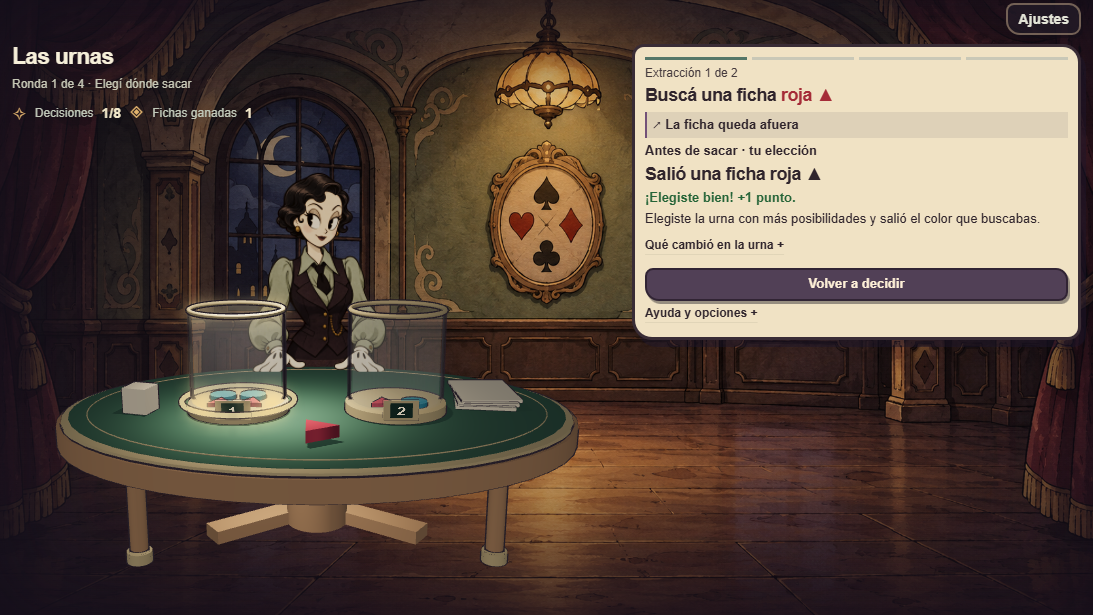 Ajustes
Las urnas
Ronda 1 de 4 · Elegí dónde sacar
Decisiones 1/8 Fichas ganadas 1
Extracción 1 de 2
Buscá una ficha roja ▲
↗ La ficha queda afuera
Antes de sacar · tu elección
Salió una ficha roja ▲
¡Elegiste bien! +1 punto.
Elegiste la urna con más posibilidades y salió el color que buscabas.
Qué cambió en la urna +
Volver a decidir
Ayuda y opciones +
1
2